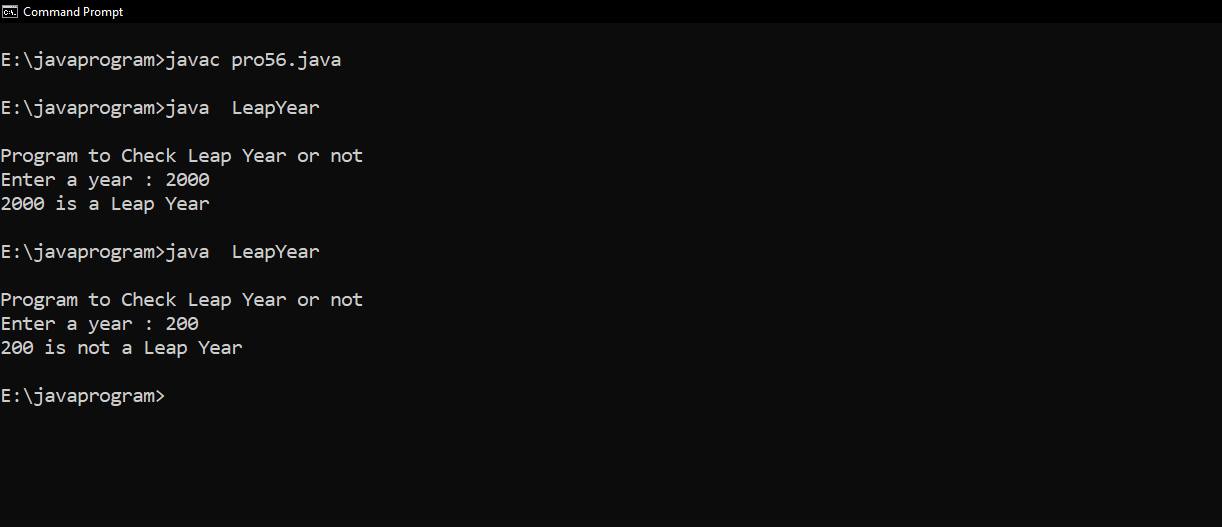 Command Prompt
E:\javaprogram>javac pro56.java
E:\javaprogram>java  LeapYear
Program to Check Leap Year or not
Enter a year : 2000
2000 is a Leap Year
E:\javaprogram>java  LeapYear
Program to Check Leap Year or not
Enter a year : 200
200 is not a Leap Year
E:\javaprogram>